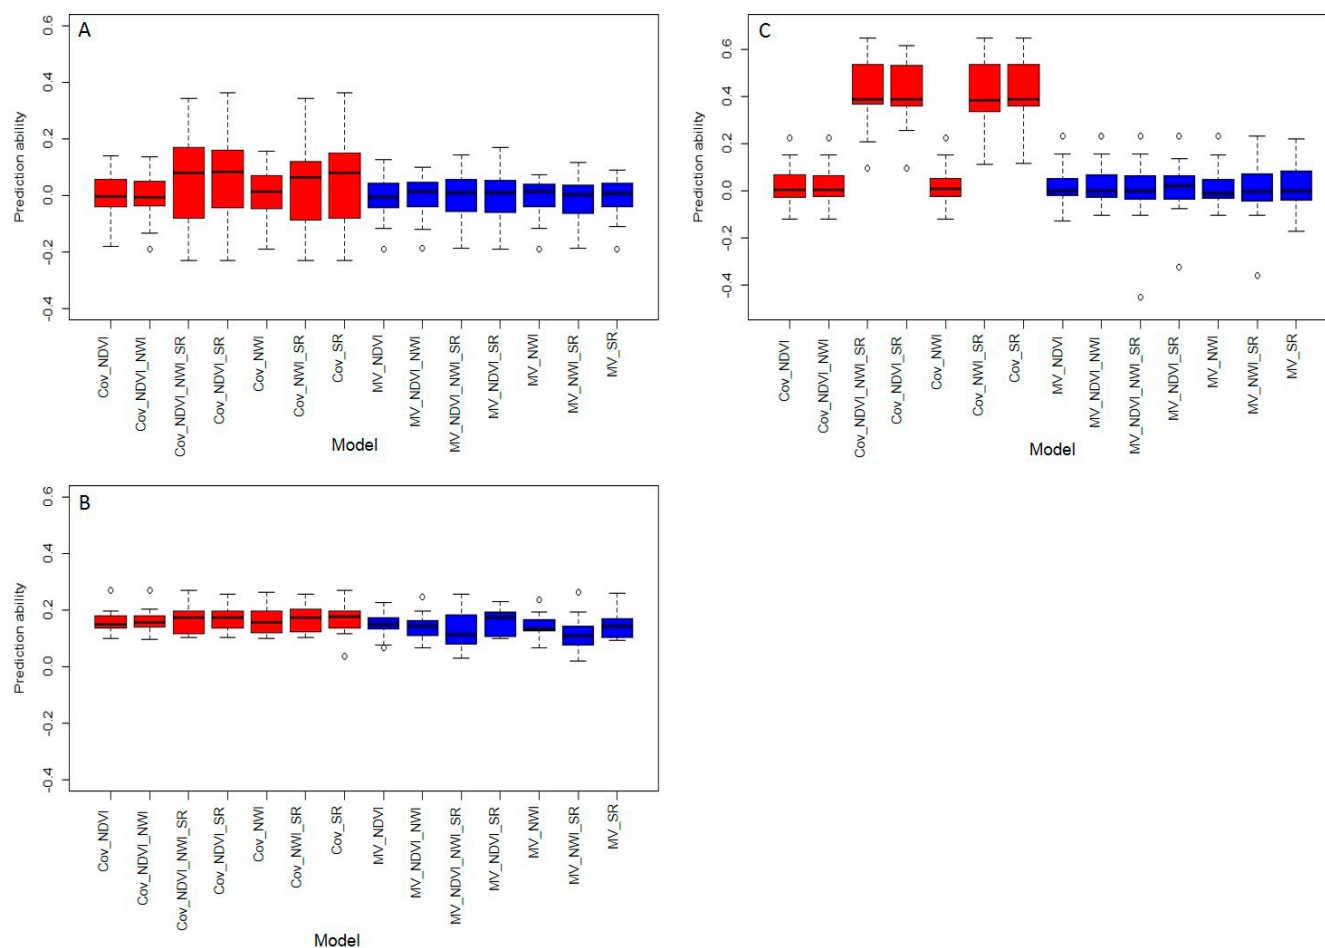 A
Prediction ability
0.6
0.4
0.2
0.0
-0.2
-0.4
Cov_NDVI
Cov_NDVI_NWI
Cov_NDVI_NWI_SR
Cov_NDVI_SR
Cov_NWI
Cov_NWI_SR
Cov_SR
MV_NDVI
MV_NDVI_NWI
MV_NDVI_NWI_SR
MV_NDVI_SR
MV_NWI
MV_NWI_SR
MV_SR
Model
C
Prediction ability
0.6
0.4
0.2
0.0
-0.2
-0.4
Cov_NDVI
Cov_NDVI_NWI
Cov_NDVI_NWI_SR
Cov_NDVI_SR
Cov_NWI
Cov_NWI_SR
Cov_SR
MV_NDVI
MV_NDVI_NWI
MV_NDVI_NWI_SR
MV_NDVI_SR
MV_NWI
MV_NWI_SR
MV_SR
Model
B
Prediction ability
0.6
0.4
0.2
0.0
-0.2
-0.4
Cov_NDVI
Cov_NDVI_NWI
Cov_NDVI_NWI_SR
Cov_NDVI_SR
Cov_NWI
Cov_NWI_SR
Cov_SR
MV_NDVI
MV_NDVI_NWI
MV_NDVI_NWI_SR
MV_NDVI_SR
MV_NWI
MV_NWI_SR
MV_SR
Model